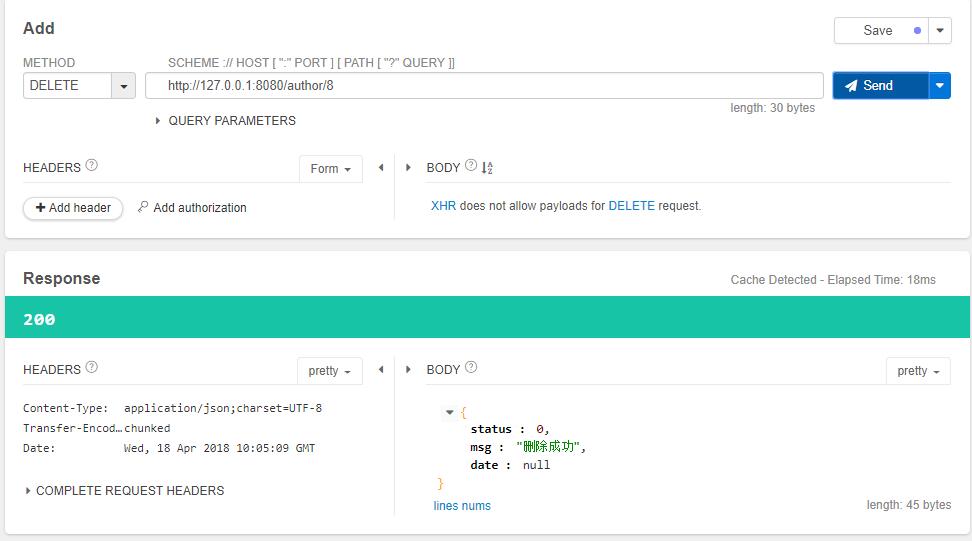 Add
Save
METHOD
SCHEME :// HOST [ ":" PORT ] [ PATH [ "?" QUERY ]]
DELETE
http://127.0.0.1:8080/author/8
Send
length: 30 bytes
QUERY PARAMETERS
HEADERS ?
Form
BODY ?
Add header
Add authorization
XHR does not allow payloads for DELETE request.
Response
Cache Detected - Elapsed Time: 18ms
200
HEADERS ?
pretty
BODY ?
pretty
Content-Type: application/json;charset=UTF-8
Transfer-Encod…chunked
Date: Wed, 18 Apr 2018 10:05:09 GMT
COMPLETE REQUEST HEADERS
{
status : 0,
msg : "删除成功",
date : null
}
lines nums
length: 45 bytes